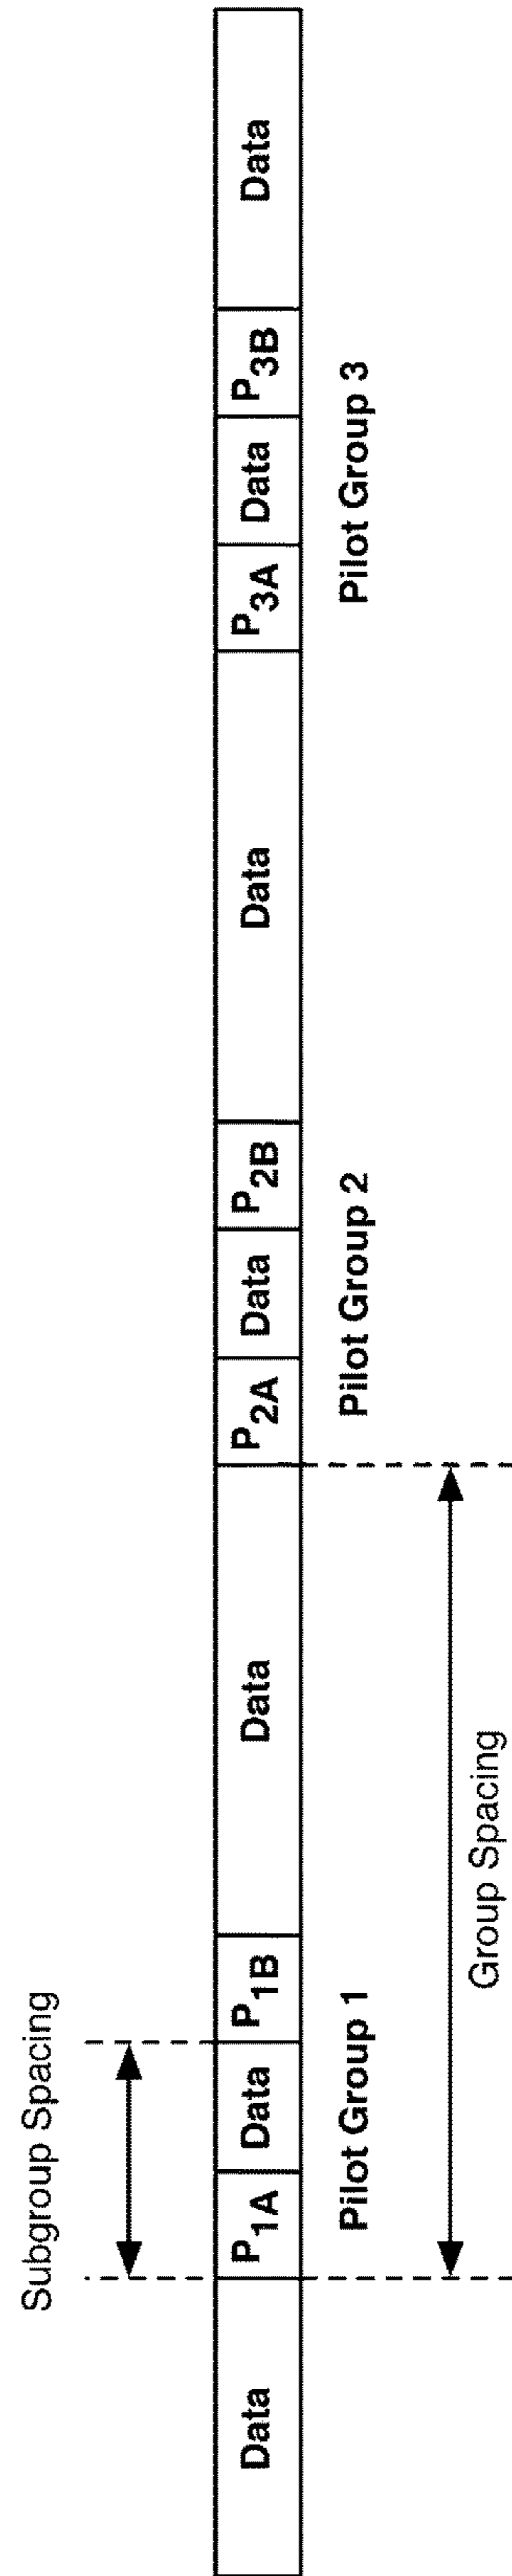 Subgroup Spacing
Data
P1A
Data
P1B
Data
P2A
Data
P2B
Data
P3A
Data
P3B
Data
Pilot Group 1
Pilot Group 2
Pilot Group 3
Group Spacing